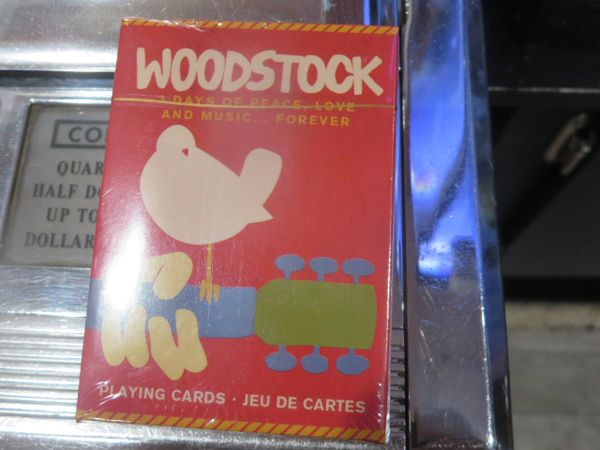 WOODSTOCK
3 DAYS OF PEACE, LOVE
AND MUSIC... FOREVER
PLAYING CARDS · JEU DE CARTES
QUAR
HALF DO
UP TO
DOLLAR